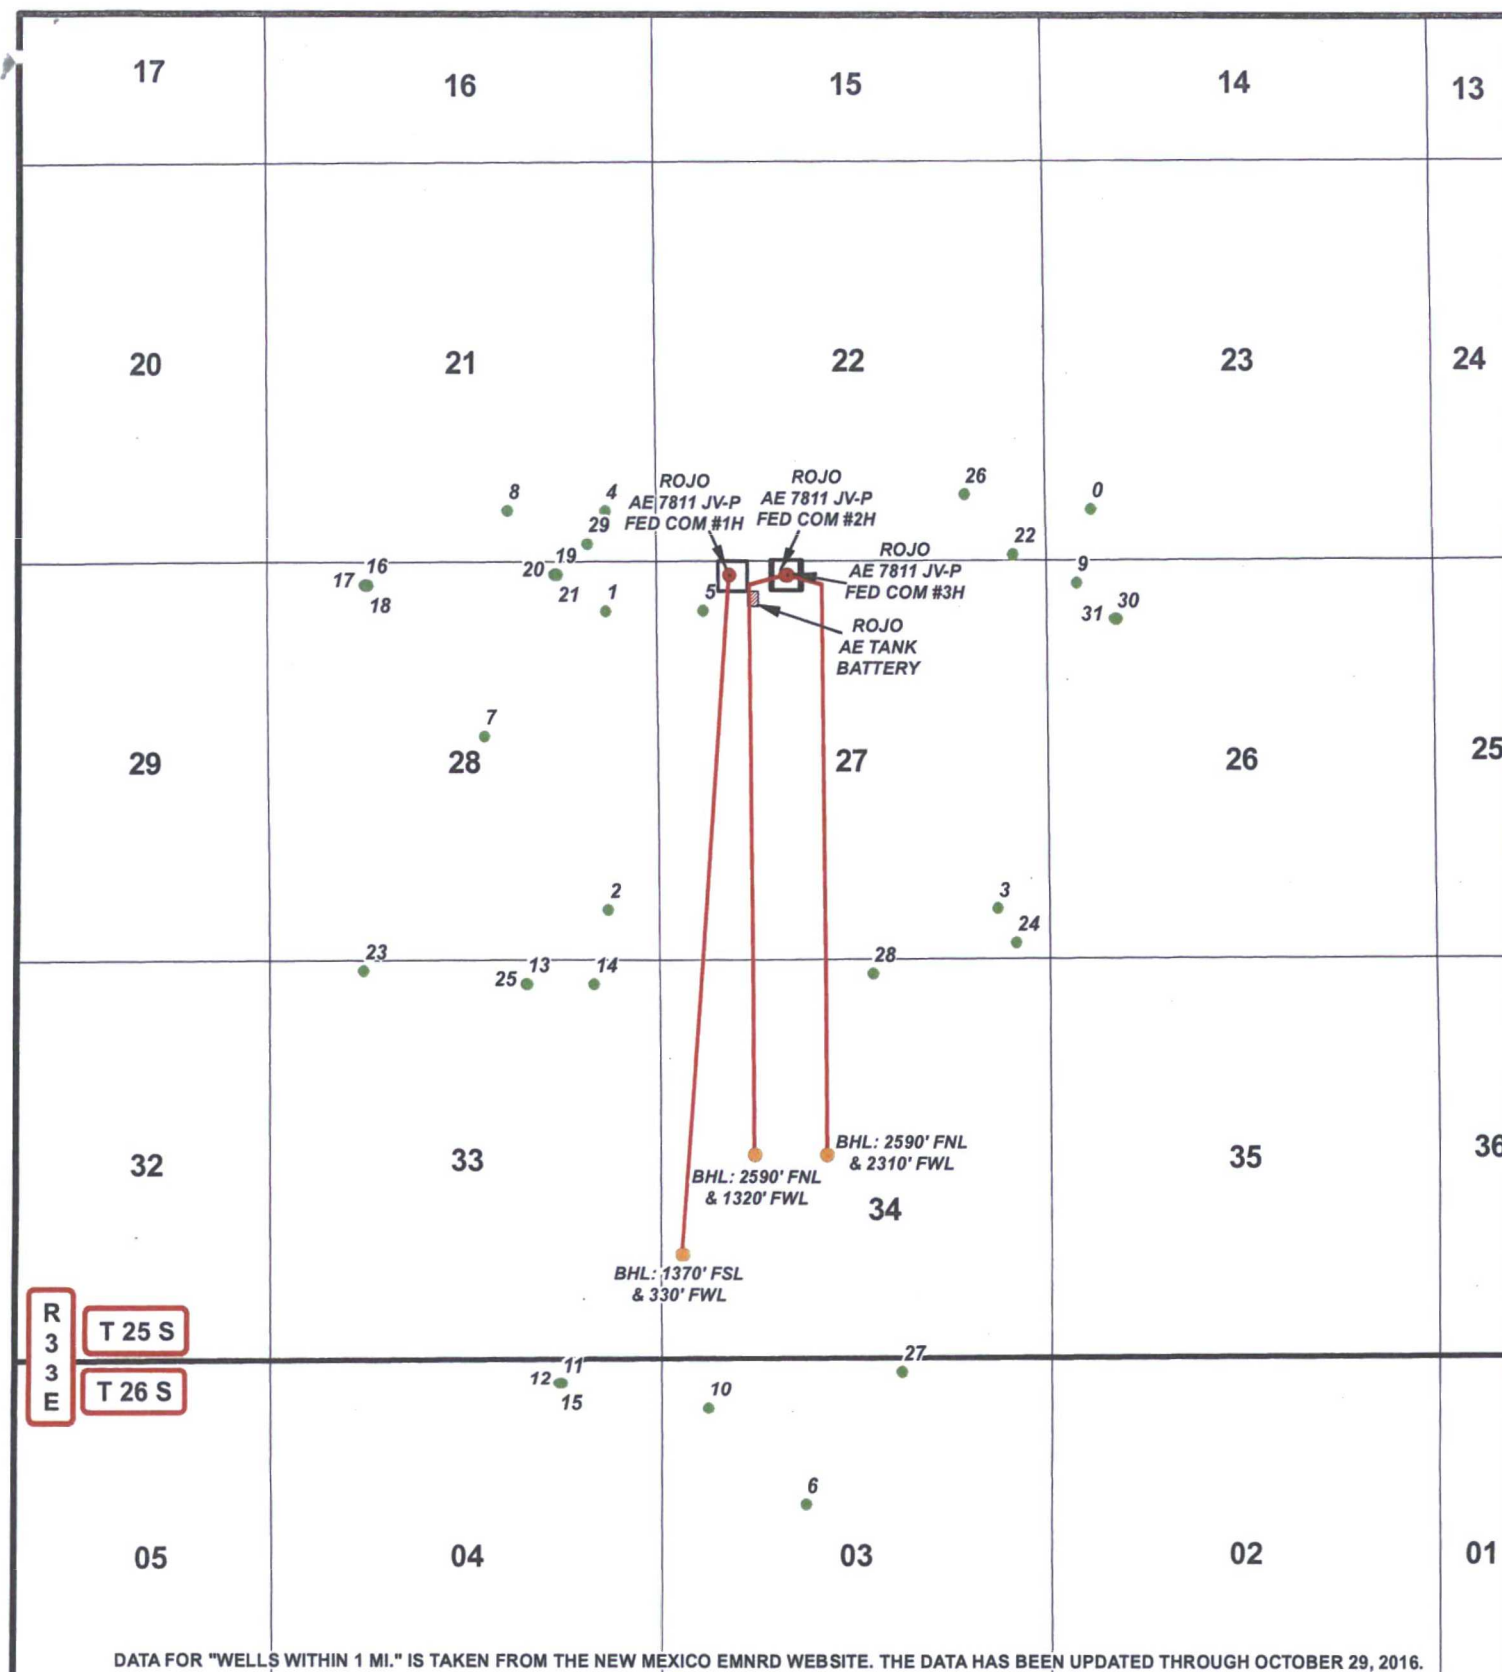 17
16
15
14
13
20
21
22
23
24
8
4
29
ROJO
AE 7811 JV-P
FED COM #1H
ROJO
AE 7811 JV-P
FED COM #2H
26
0
22
ROJO
AE 7811 JV-P
FED COM #3H
9
16
17
18
19
20
21
1
5
31 30
ROJO
AE TANK
BATTERY
7
29
28
27
26
25
2
3
24
23
13
25
14
28
32
33
34
35
36
BHL: 2590' FNL
& 1320' FWL
BHL: 2590' FNL
& 2310' FWL
BHL: 1370' FSL
& 330' FWL
R
3
3
E
T 25 S
T 26 S
11
12
15
10
27
6
05
04
03
02
01
DATA FOR "WELLS WITHIN 1 MI." IS TAKEN FROM THE NEW MEXICO EMNRD WEBSITE. THE DATA HAS BEEN UPDATED THROUGH OCTOBER 29, 2016.